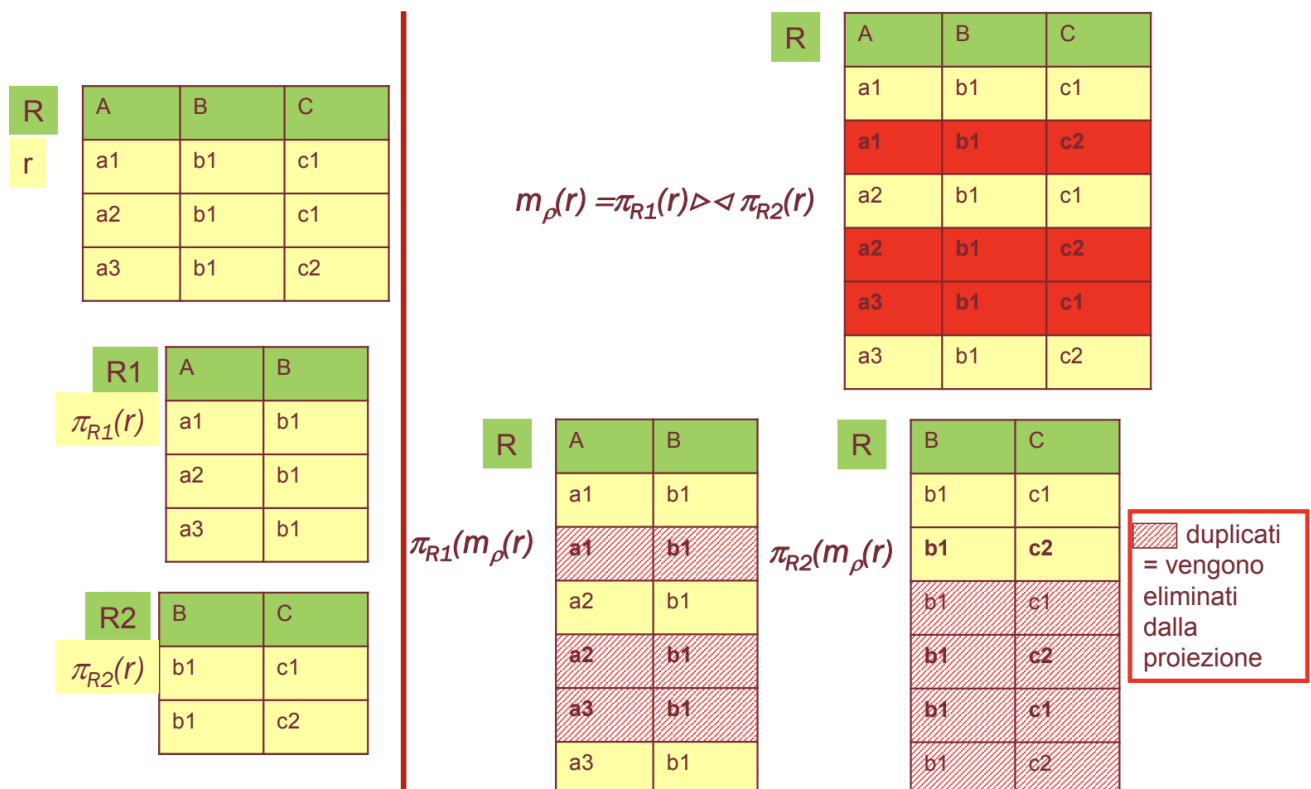 R
A B C
r
a1 b1 c1
a2 b1 c1
a3 b1 c2
R1
A B
πR1(r)
a1 b1
a2 b1
a3 b1
R2
B C
πR2(r)
b1 c1
b1 c2
R
A B C
a1 b1 c1
a1 b1 c2
a2 b1 c1
a2 b1 c2
a3 b1 c1
a3 b1 c2
mρ(r) =πR1(r)▹◃ πR2(r)
R
A B
a1 b1
a1 b1
a2 b1
a2 b1
a3 b1
a3 b1
πR1(mρ(r)
R
B C
b1 c1
b1 c2
b1 c1
b1 c2
b1 c1
b1 c2
πR2(mρ(r)
duplicati
= vengono
eliminati
dalla
proiezione